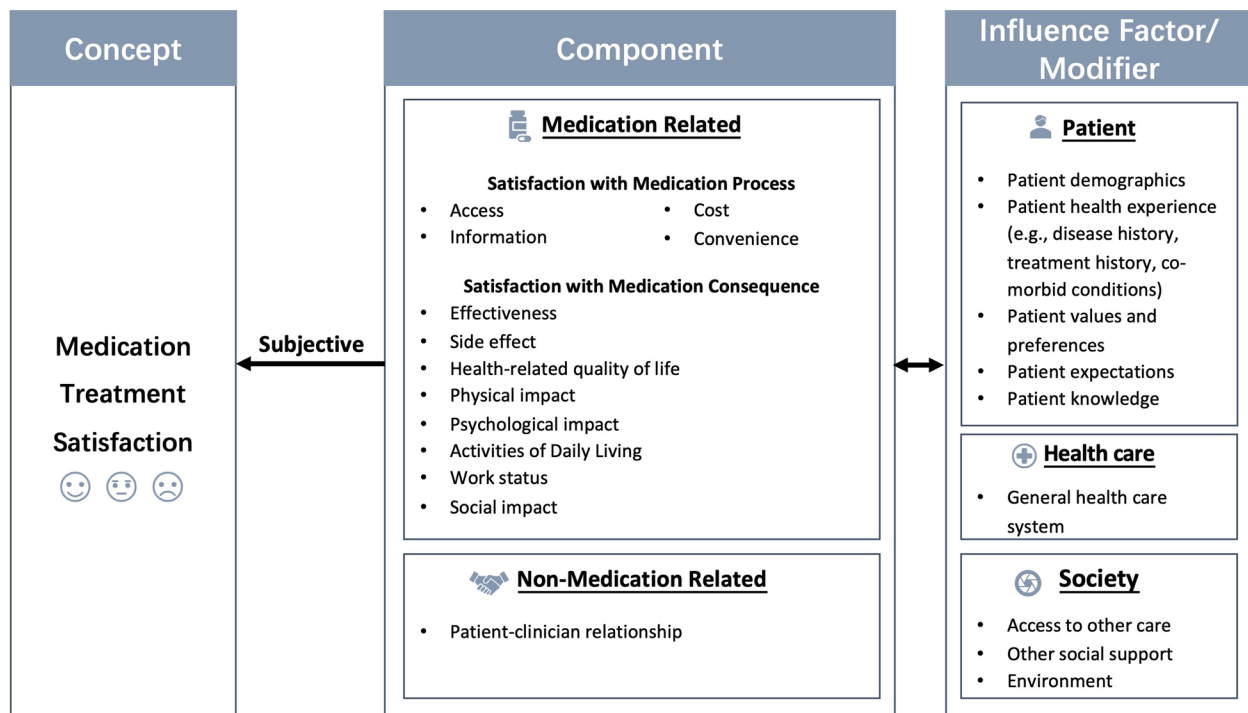 Concept
Medication
Treatment
Satisfaction
Subjective
Component
Medication Related
Satisfaction with Medication Process
• Access
• Information
• Cost
• Convenience
Satisfaction with Medication Consequence
• Effectiveness
• Side effect
• Health-related quality of life
• Physical impact
• Psychological impact
• Activities of Daily Living
• Work status
• Social impact
Non-Medication Related
• Patient-clinician relationship
Influence Factor/
Modifier
Patient
• Patient demographics
• Patient health experience
(e.g., disease history,
treatment history, co-
morbid conditions)
• Patient values and
preferences
• Patient expectations
• Patient knowledge
Health care
• General health care
system
Society
• Access to other care
• Other social support
• Environment